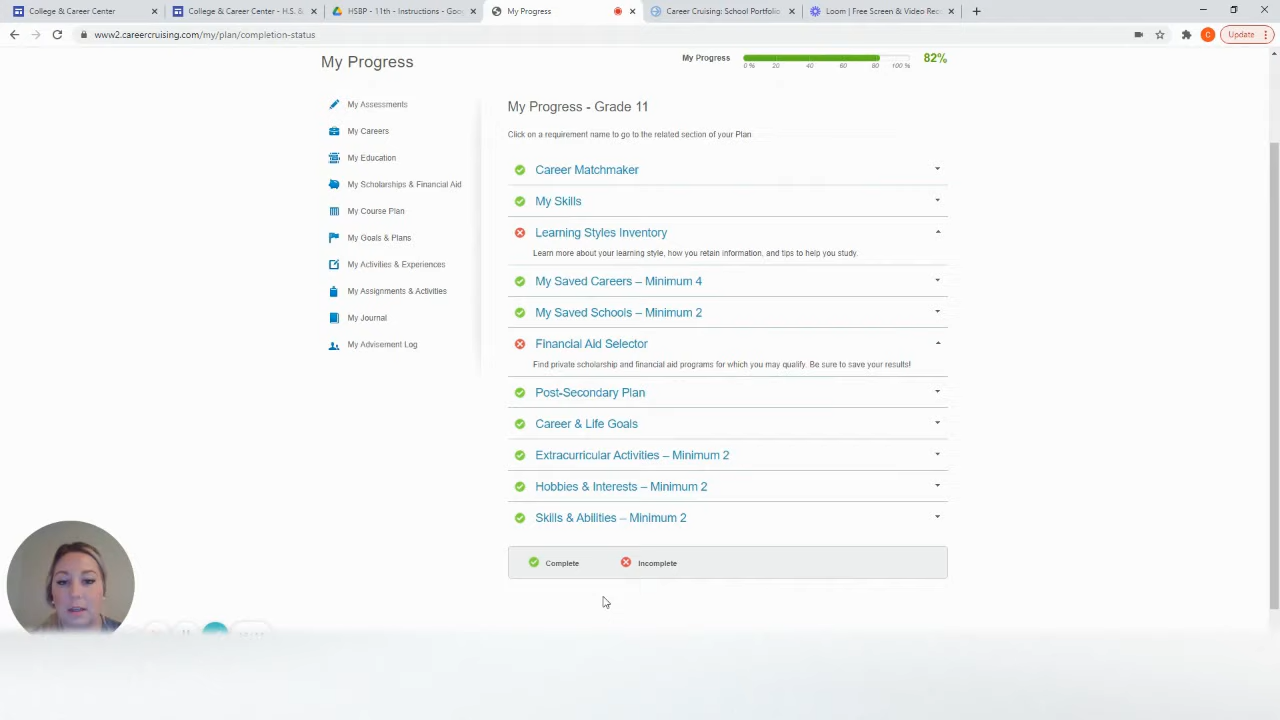 College & Career Center
College & Career Center - H.S. &
HSBP - 11th - Instructions - Goo
My Progress
Career Cruising: School Portfolio
Loom | Free Screen & Video Rec
www2.careercruising.com/my/plan/completion-status
C
Update
My Progress
My Progress
0 %
20
40
60
80
100 %
82%
My Assessments
My Careers
My Education
My Scholarships & Financial Aid
My Course Plan
My Goals & Plans
My Activities & Experiences
My Assignments & Activities
My Journal
My Advisement Log
My Progress - Grade 11
Click on a requirement name to go to the related section of your Plan
Career Matchmaker
My Skills
Learning Styles Inventory
Learn more about your learning style, how you retain information, and tips to help you study.
My Saved Careers – Minimum 4
My Saved Schools – Minimum 2
Financial Aid Selector
Find private scholarship and financial aid programs for which you may qualify. Be sure to save your results!
Post-Secondary Plan
Career & Life Goals
Extracurricular Activities – Minimum 2
Hobbies & Interests – Minimum 2
Skills & Abilities – Minimum 2
Complete
Incomplete